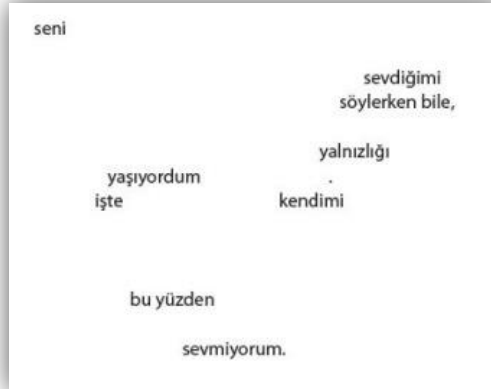 seni
sevdiğimi
söylerken bile,
yalnızlığı
yaşıyordum .
işte kendimi
bu yüzden
sevmiyorum.